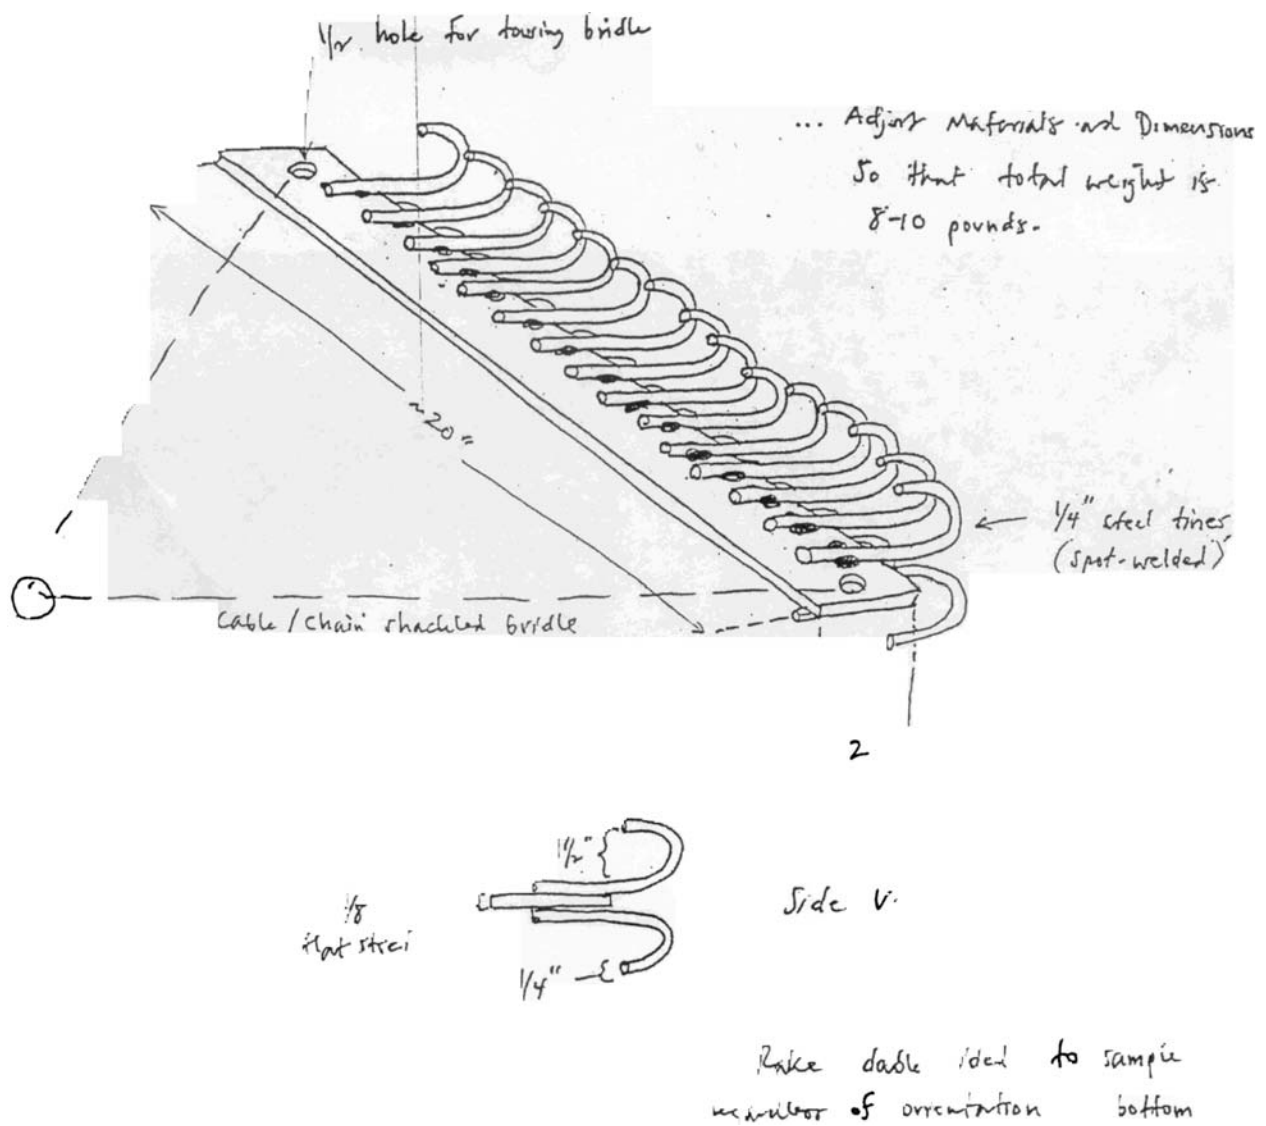 1/2 hole for towing bridle
... Adjust Materials and Dimensions
so that total weight is
8-10 pounds.
~20"
1/4" steel tines
(spot-welded)
Cable/Chain shackled bridle
2
1 1/2"
1/8
flat steel
Side V.
1/4"
Rake to sample
of orientation bottom